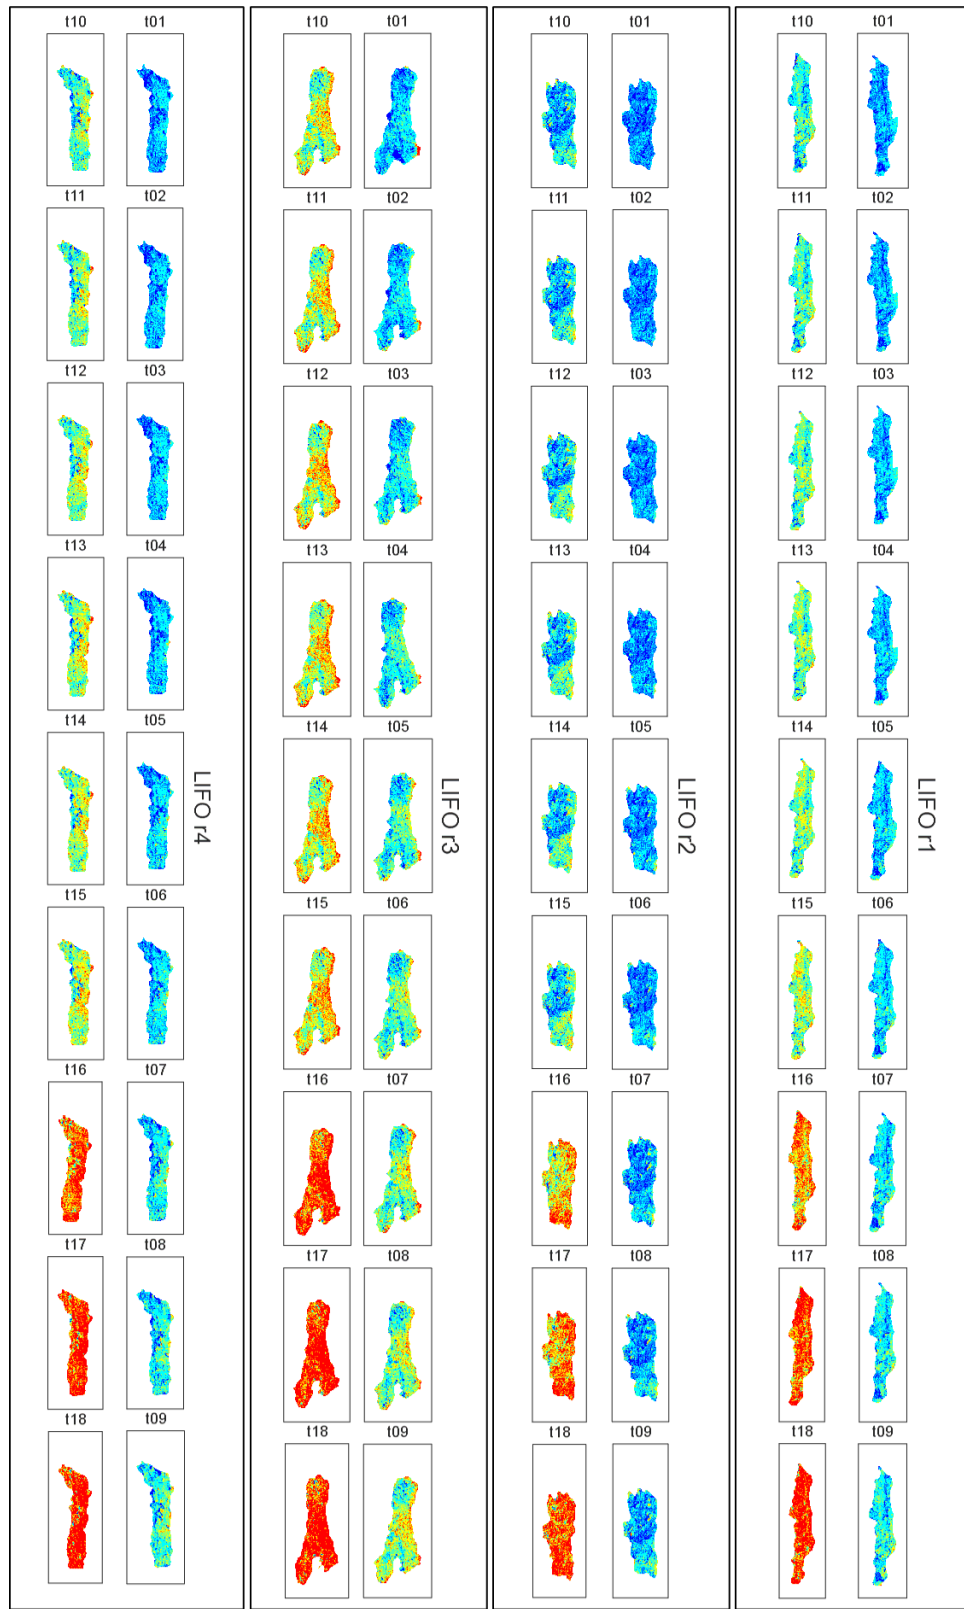 LIFO r4
t10 t01
t11 t02
t12 t03
t13 t04
t14 t05
t15 t06
t16 t07
t17 t08
t18 t09
LIFO r3
t10 t01
t11 t02
t12 t03
t13 t04
t14 t05
t15 t06
t16 t07
t17 t08
t18 t09
LIFO r2
t10 t01
t11 t02
t12 t03
t13 t04
t14 t05
t15 t06
t16 t07
t17 t08
t18 t09
LIFO r1
t10 t01
t11 t02
t12 t03
t13 t04
t14 t05
t15 t06
t16 t07
t17 t08
t18 t09